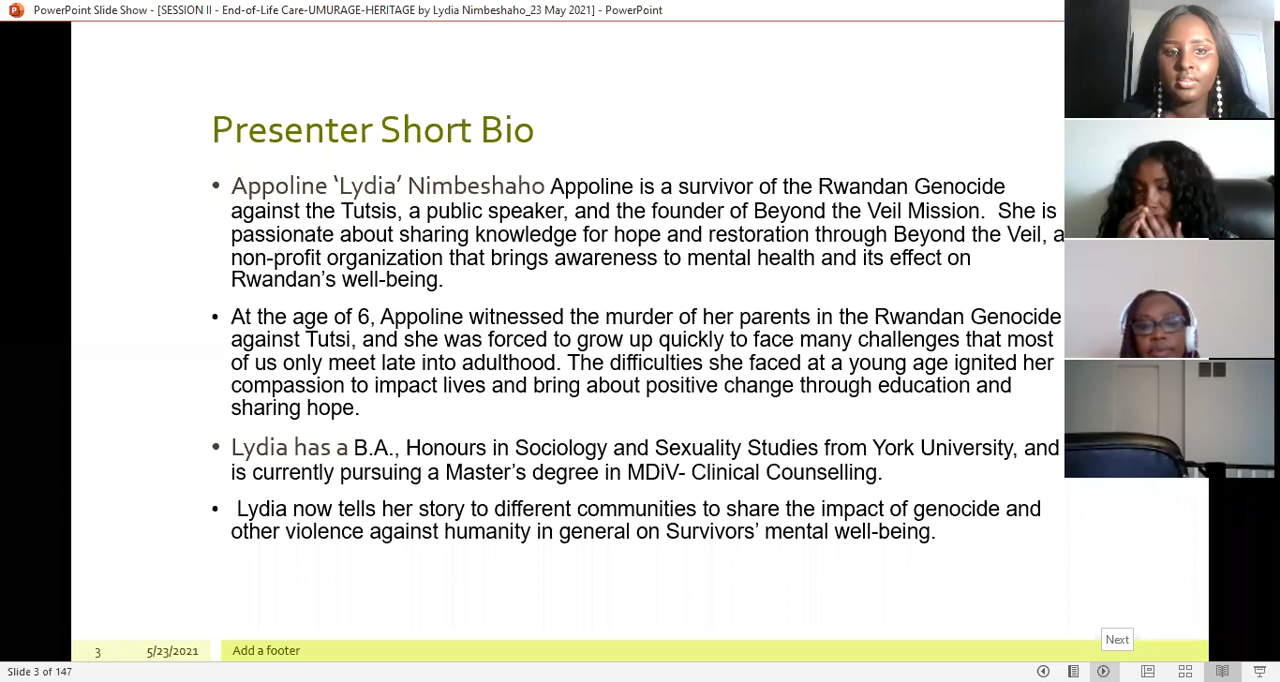 PowerPoint Slide Show - [SESSION II - End-of-Life Care-UMURAGE-HERITAGE by Lydia Nimbeshaho_23 May 2021] - PowerPoint
Presenter Short Bio
• Appoline ‘Lydia’ Nimbeshaho Appoline is a survivor of the Rwandan Genocide
against the Tutsis, a public speaker, and the founder of Beyond the Veil Mission. She is
passionate about sharing knowledge for hope and restoration through Beyond the Veil, a
non-profit organization that brings awareness to mental health and its effect on
Rwandan’s well-being.
• At the age of 6, Appoline witnessed the murder of her parents in the Rwandan Genocide
against Tutsi, and she was forced to grow up quickly to face many challenges that most
of us only meet late into adulthood. The difficulties she faced at a young age ignited her
compassion to impact lives and bring about positive change through education and
sharing hope.
• Lydia has a B.A., Honours in Sociology and Sexuality Studies from York University, and
is currently pursuing a Master’s degree in MDiV- Clinical Counselling.
• Lydia now tells her story to different communities to share the impact of genocide and
other violence against humanity in general on Survivors’ mental well-being.
Next
3 5/23/2021 Add a footer
Slide 3 of 147